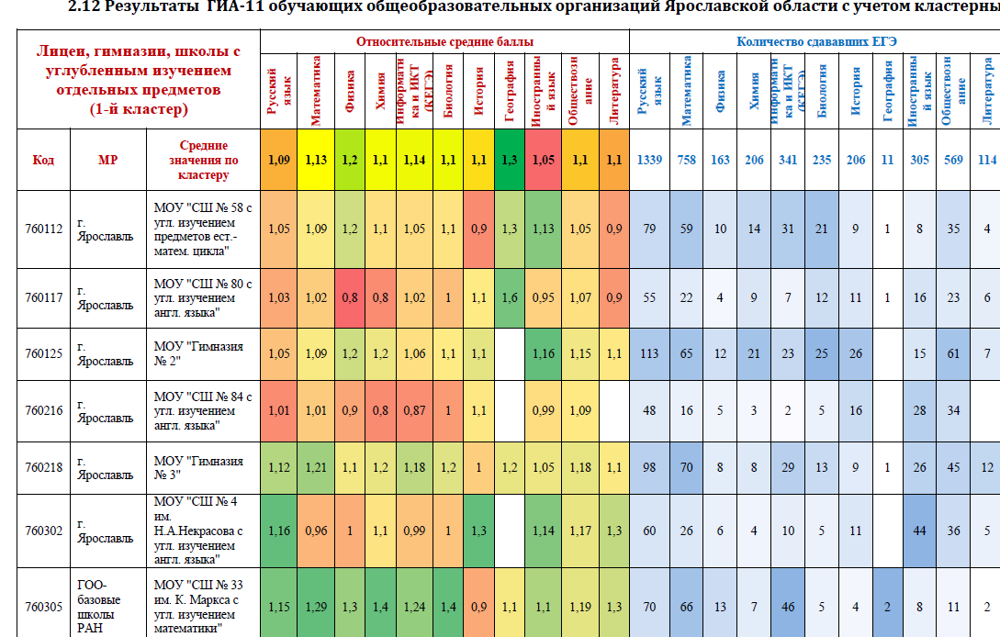 2.12 Результаты ГИА-11 обучающих общеобразовательных организаций Ярославской области с учетом кластерны
Лицеи, гимназии, школы с
углубленным изучением
отдельных предметов
(1-й кластер)
Относительные средние баллы
Количество сдававших ЕГЭ
Русский
язык
Математика
Физика
Химия
Информати
ка и ИКТ
(КЕГЭ)
Биология
История
География
Иностранны
й язык
Обществозн
ание
Литература
Русский
язык
Математика
Физика
Химия
Информати
ка и ИКТ
(КЕГЭ)
Биология
История
География
Иностранны
й язык
Обществозн
ание
Литература
Код
МР
Средние
значения по
кластеру
1,09 1,13 1,2 1,1 1,14 1,1 1,1 1,3 1,05 1,1 1,1 1339 758 163 206 341 235 206 11 305 569 114
760112
г.
Ярославль
МОУ "СШ № 58 с
угл. изучением
предметов ест.-
матем. цикла"
1,05 1,09 1,2 1,1 1,05 1,1 0,9 1,3 1,13 1,05 0,9 79 59 10 14 31 21 9 1 8 35 4
760117
г.
Ярославль
МОУ "СШ № 80 с
угл. изучением
англ. языка"
1,03 1,02 0,8 0,8 1,02 1 1,1 1,6 0,95 1,07 0,9 55 22 4 9 7 12 11 1 16 23 6
760125
г.
Ярославль
МОУ "Гимназия
№ 2"
1,05 1,09 1,2 1,2 1,06 1,1 1,1 1,16 1,15 1,1 113 65 12 21 23 25 26 15 61 7
760216
г.
Ярославль
МОУ "СШ № 84 с
угл. изучением
англ. языка"
1,01 1,01 0,9 0,8 0,87 1 1,1 0,99 1,09 48 16 5 3 2 5 16 28 34
760218
г.
Ярославль
МОУ "Гимназия
№ 3"
1,12 1,21 1,1 1,2 1,18 1,2 1 1,2 1,05 1,18 1,1 98 70 8 8 29 13 9 1 26 45 12
760302
г.
Ярославль
МОУ "СШ № 4
им.
Н.А.Некрасова с
угл. изучением
англ. языка"
1,16 0,96 1 1,1 0,99 1 1,3 1,14 1,17 1,3 60 26 6 4 10 5 11 44 36 5
760305
ГОО-
базовые
школы
РАН
МОУ "СШ № 33
им. К. Маркса с
угл. изучением
математики"
1,15 1,29 1,3 1,4 1,24 1,4 0,9 1,1 1,1 1,19 1,3 70 66 13 7 46 5 4 2 8 11 2